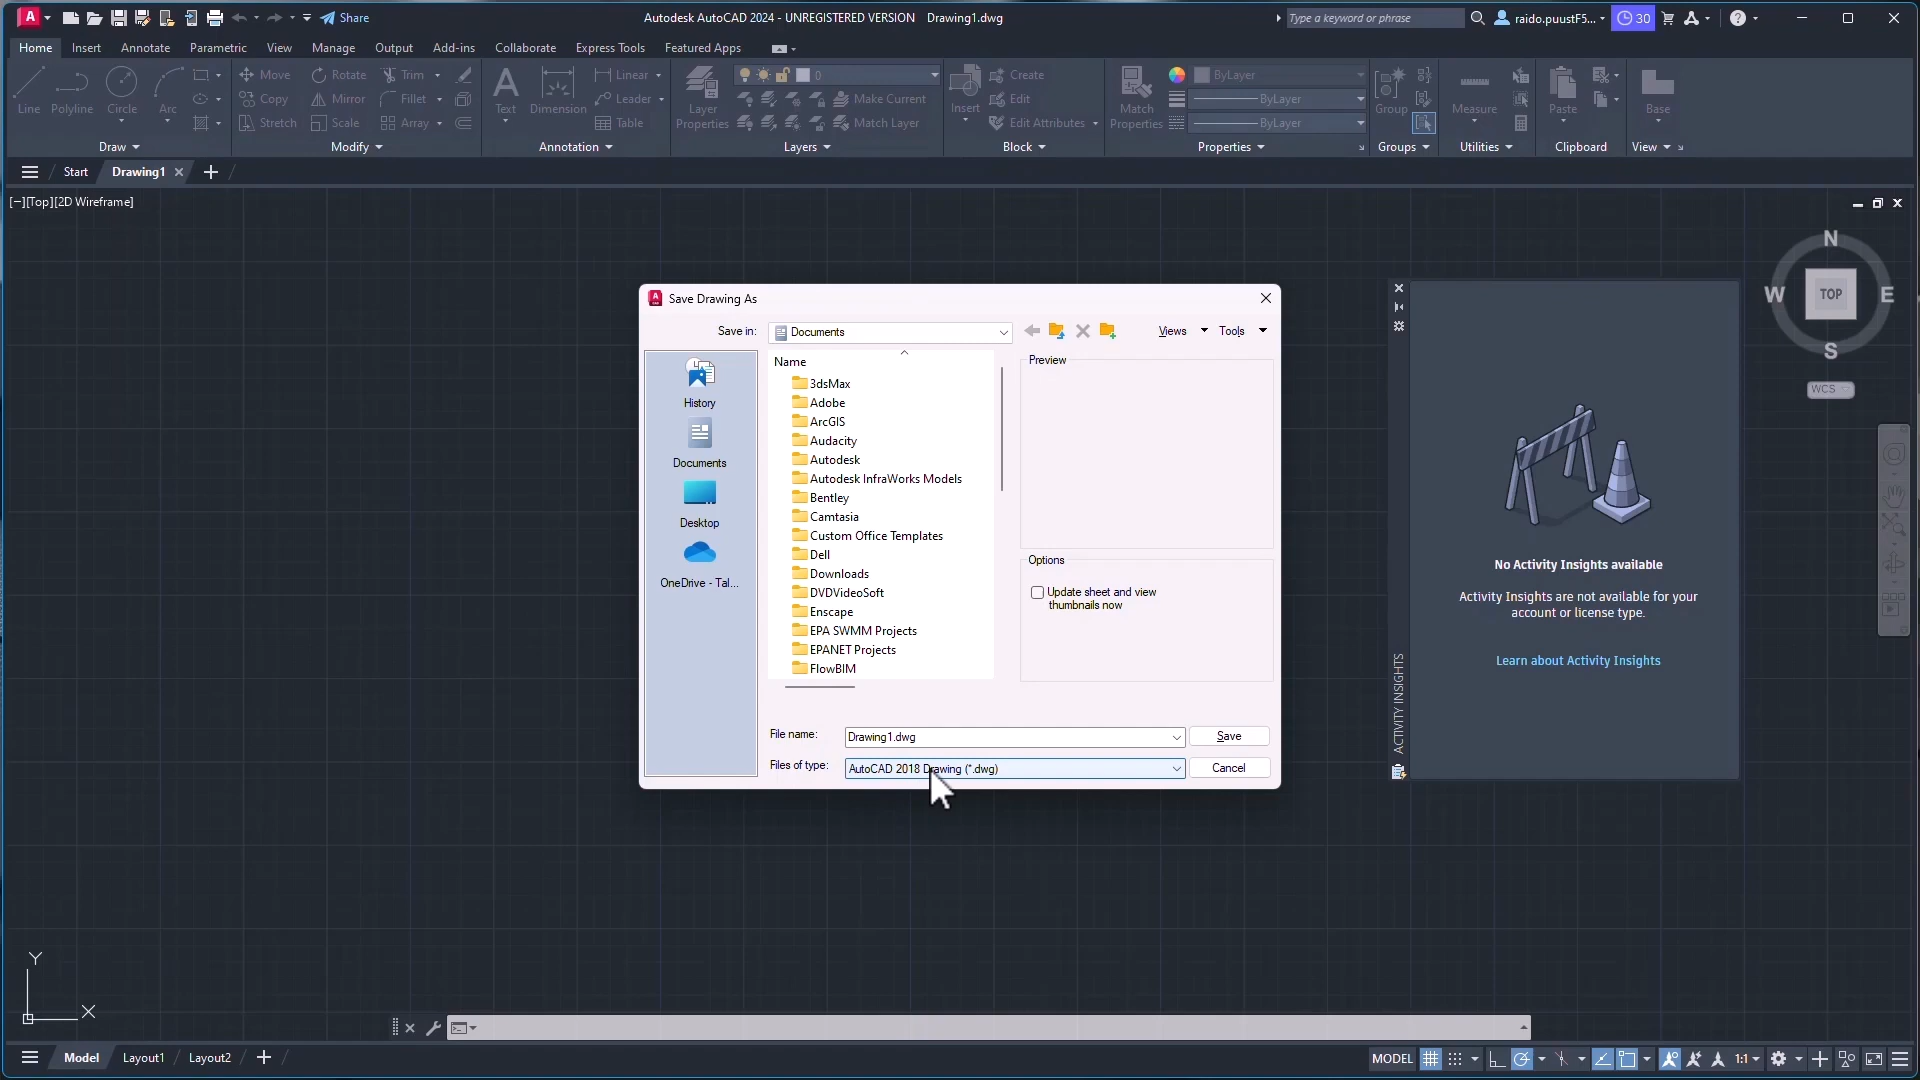 Share
Autodesk AutoCAD 2024 - UNREGISTERED VERSION Drawing1.dwg
Type a keyword or phrase
raido.puustF5...
30
Home Insert Annotate Parametric View Manage Output Add-ins Collaborate Express Tools Featured Apps
Line
Polyline
Circle
Arc
Draw
Move Rotate Trim
Copy Mirror Fillet
Stretch Scale Array
Modify
Text
Dimension
Linear
Leader
Table
Annotation
Layer
Properties
0
Make Current
Match Layer
Layers
Insert
Create
Edit
Edit Attributes
Block
Match
Properties
ByLayer
ByLayer
ByLayer
Properties
Group
Groups
Measure
Utilities
Paste
Clipboard
Base
View
Start Drawing1
[−][Top][2D Wireframe]
N
W TOP E
S
WCS
Save Drawing As
Save in: Documents
Views Tools
History
Documents
Desktop
OneDrive - Tal...
Name
3dsMax
Adobe
ArcGIS
Audacity
Autodesk
Autodesk InfraWorks Models
Bentley
Camtasia
Custom Office Templates
Dell
Downloads
DVDVideoSoft
Enscape
EPA SWMM Projects
EPANET Projects
FlowBIM
Preview
Options
Update sheet and view
thumbnails now
File name: Drawing1.dwg Save
Files of type: AutoCAD 2018 Drawing (*.dwg) Cancel
No Activity Insights available
Activity Insights are not available for your
account or license type.
Learn about Activity Insights
ACTIVITY INSIGHTS
Y
X
Model Layout1 Layout2
MODEL
1:1